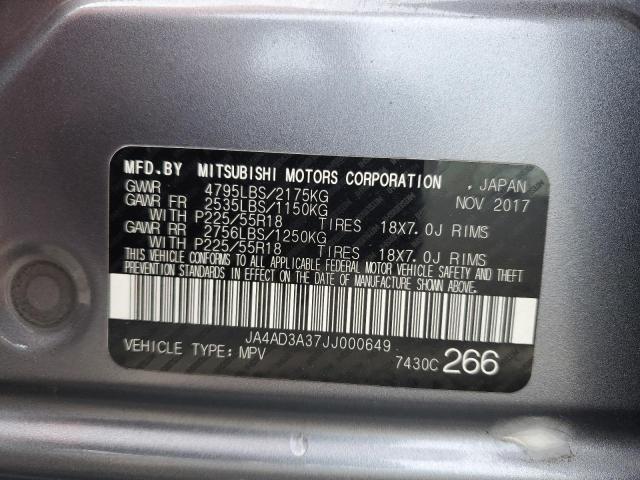 MFD.BY MITSUBISHI MOTORS CORPORATION , JAPAN
GVWR 4795LBS/2175KG NOV 2017
GAWR FR 2535LBS/1150KG
WITH P225/55R18 TIRES 18X7.0J RIMS
GAWR RR 2756LBS/1250KG
WITH P225/55R18 TIRES 18X7.0J RIMS
THIS VEHICLE CONFORMS TO ALL APPLICABLE FEDERAL MOTOR VEHICLE SAFETY AND THEFT
PREVENTION STANDARDS IN EFFECT ON THE DATE OF MANUFACTURE SHOWN ABOVE.
JA4AD3A37JJ000649
VEHICLE TYPE: MPV 7430C 266